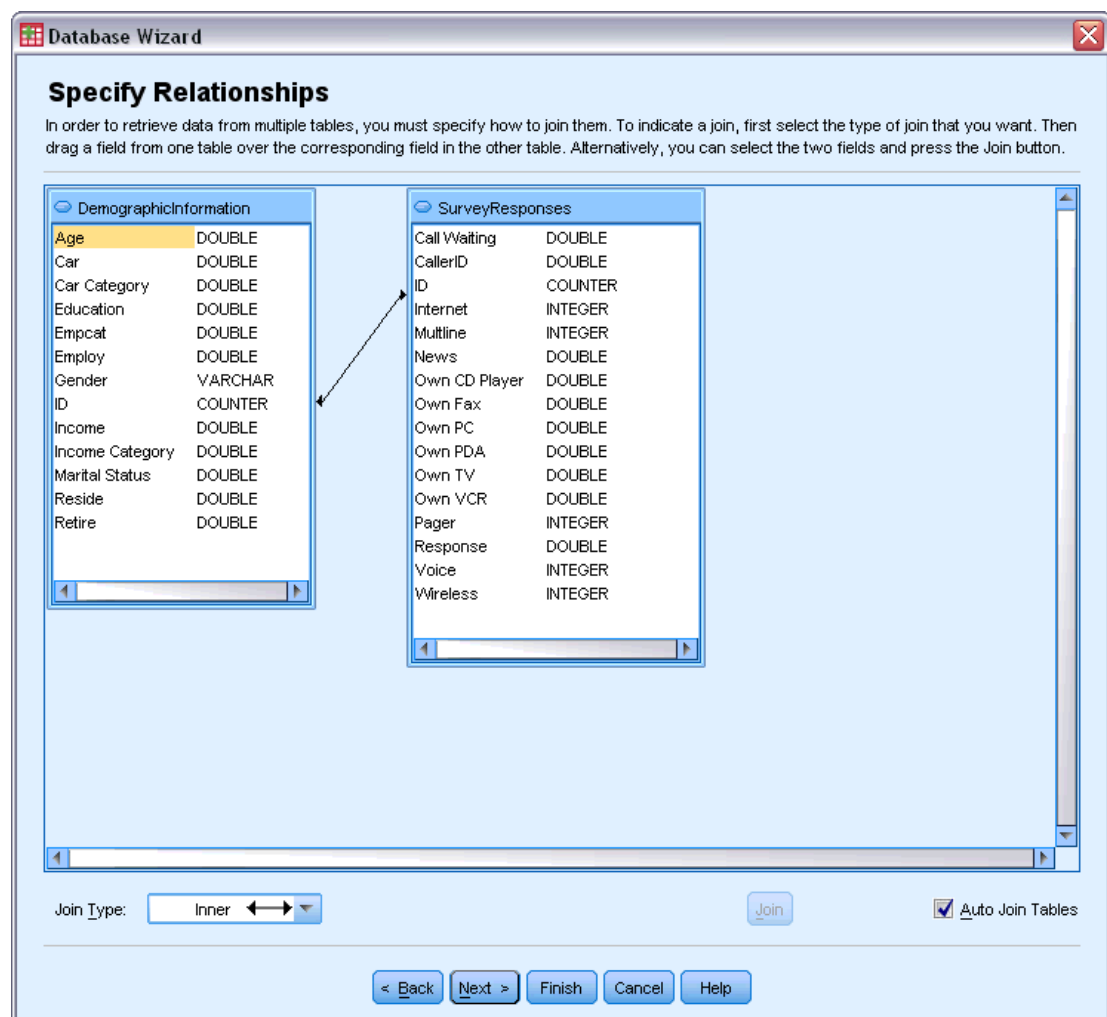 Database Wizard
Specify Relationships
In order to retrieve data from multiple tables, you must specify how to join them. To indicate a join, first select the type of join that you want. Then
drag a field from one table over the corresponding field in the other table. Alternatively, you can select the two fields and press the Join button.
DemographicInformation
Age DOUBLE
Car DOUBLE
Car Category DOUBLE
Education DOUBLE
Empcat DOUBLE
Employ DOUBLE
Gender VARCHAR
ID COUNTER
Income DOUBLE
Income Category DOUBLE
Marital Status DOUBLE
Reside DOUBLE
Retire DOUBLE
SurveyResponses
Call Waiting DOUBLE
CallerID DOUBLE
ID COUNTER
Internet INTEGER
Multline INTEGER
News DOUBLE
Own CD Player DOUBLE
Own Fax DOUBLE
Own PC DOUBLE
Own PDA DOUBLE
Own TV DOUBLE
Own VCR DOUBLE
Pager INTEGER
Response DOUBLE
Voice INTEGER
Wireless INTEGER
Join Type: Inner Join Auto Join Tables
< Back Next > Finish Cancel Help